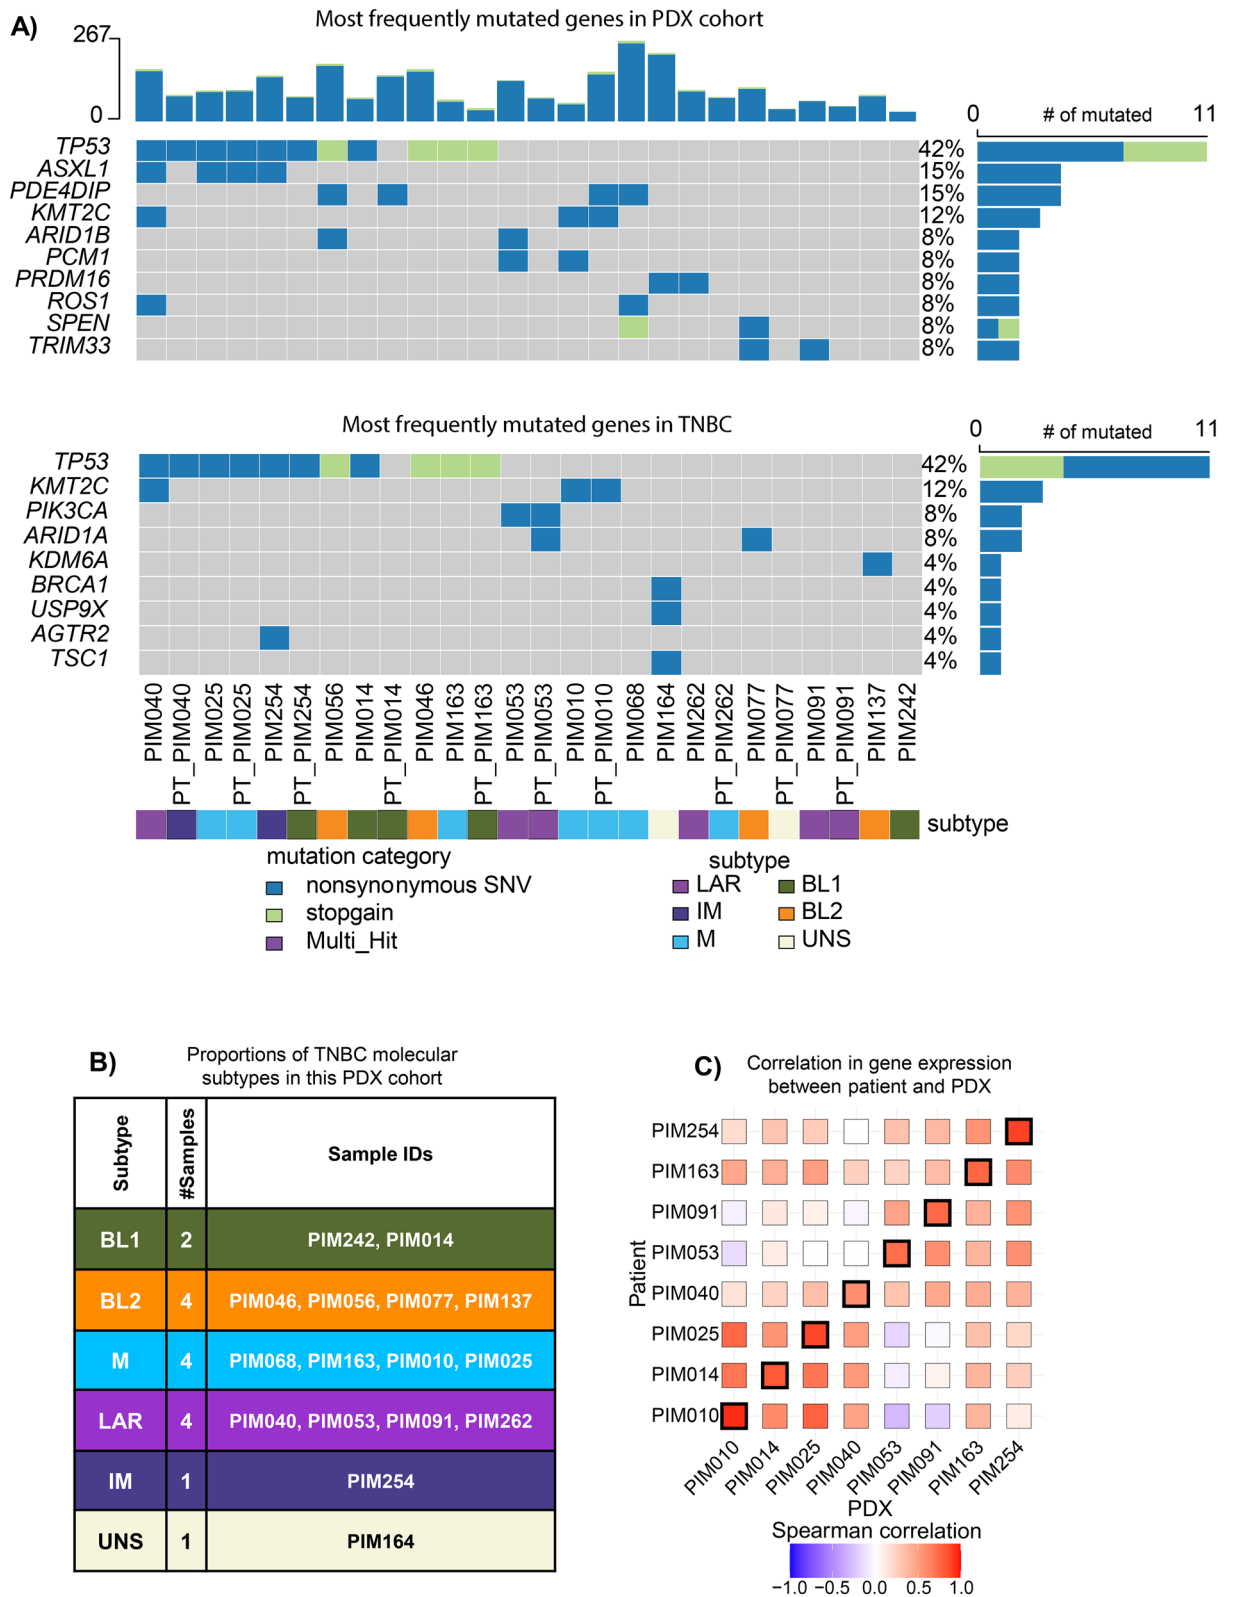 A)
Most frequently mutated genes in PDX cohort
267
0
0 # of mutated 11
TP53 42%
ASXL1 15%
PDE4DIP 15%
KMT2C 12%
ARID1B 8%
PCM1 8%
PRDM16 8%
ROS1 8%
SPEN 8%
TRIM33 8%
Most frequently mutated genes in TNBC
0 # of mutated 11
TP53 42%
KMT2C 12%
PIK3CA 8%
ARID1A 8%
KDM6A 4%
BRCA1 4%
USP9X 4%
AGTR2 4%
TSC1 4%
PIM040
PT_PIM040
PIM025
PT_PIM025
PIM254
PT_PIM254
PIM056
PIM014
PT_PIM014
PIM046
PIM163
PT_PIM163
PIM053
PT_PIM053
PIM010
PT_PIM010
PIM068
PIM164
PIM262
PT_PIM262
PIM077
PT_PIM077
PIM091
PT_PIM091
PIM137
PIM242
subtype
mutation category
nonsynonymous SNV
stopgain
Multi_Hit
subtype
LAR BL1
IM BL2
M UNS
B)
Proportions of TNBC molecular
subtypes in this PDX cohort
Subtype #Samples Sample IDs
BL1 2 PIM242, PIM014
BL2 4 PIM046, PIM056, PIM077, PIM137
M 4 PIM068, PIM163, PIM010, PIM025
LAR 4 PIM040, PIM053, PIM091, PIM262
IM 1 PIM254
UNS 1 PIM164
C)
Correlation in gene expression
between patient and PDX
Patient
PIM254
PIM163
PIM091
PIM053
PIM040
PIM025
PIM014
PIM010
PIM010 PIM014 PIM025 PIM040 PIM053 PIM091 PIM163 PIM254
PDX
Spearman correlation
−1.0 −0.5 0.0 0.5 1.0